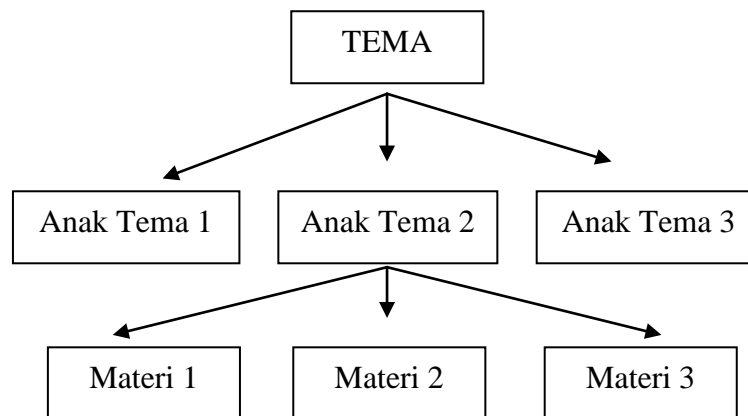 TEMA
Anak Tema 1
Anak Tema 2
Anak Tema 3
Materi 1
Materi 2
Materi 3